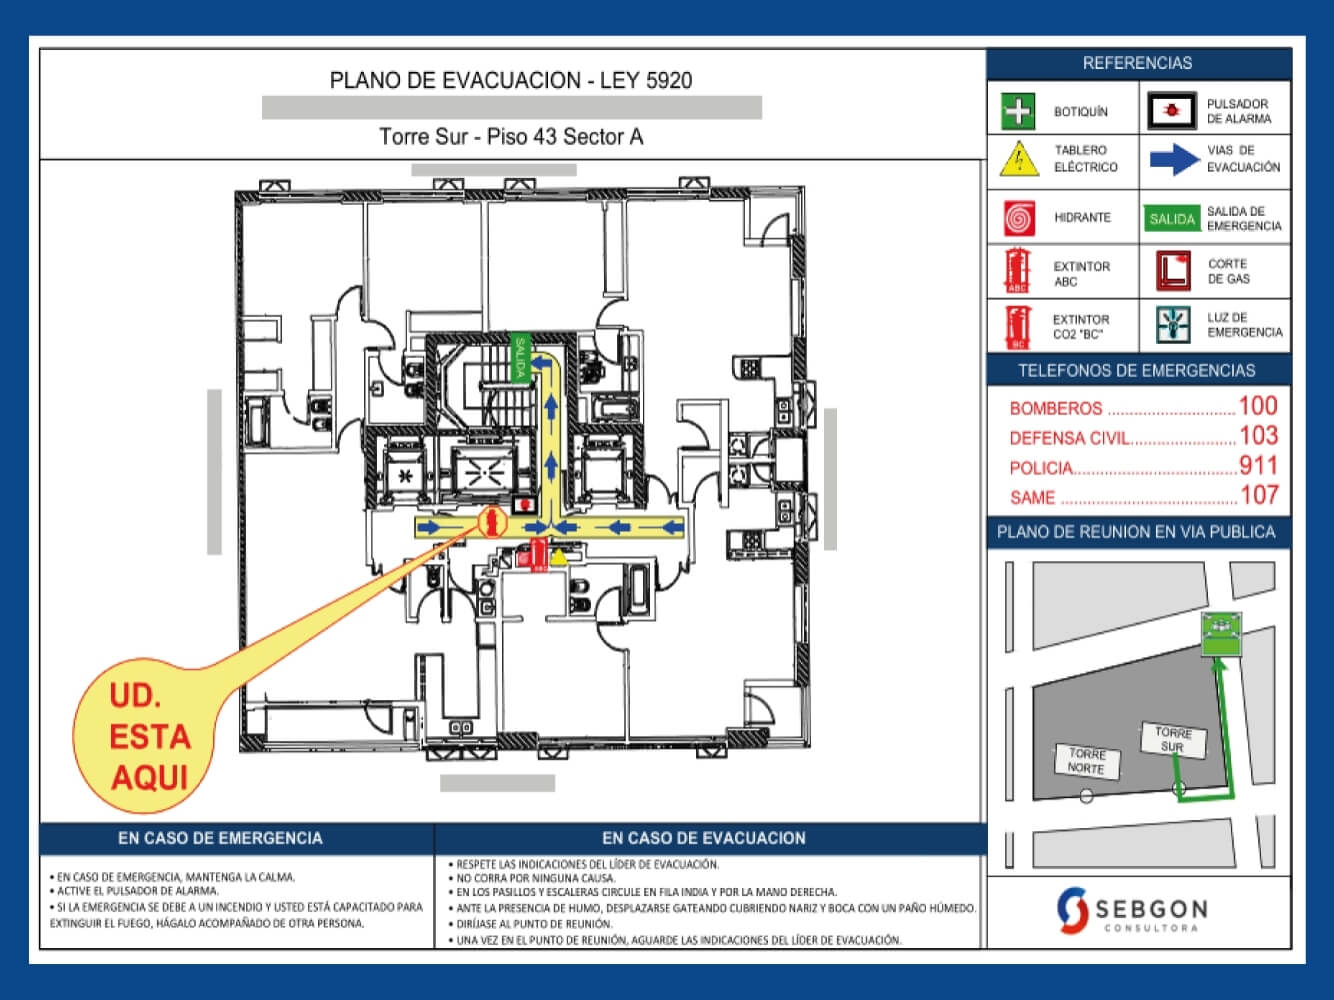 PLANO DE EVACUACION - LEY 5920
Torre Sur - Piso 43 Sector A
SALIDA
ABC
UD.
ESTA
AQUI
REFERENCIAS
BOTIQUÍN
PULSADOR
DE ALARMA
TABLERO
ELÉCTRICO
VIAS DE
EVACUACIÓN
HIDRANTE
SALIDA
SALIDA DE
EMERGENCIA
ABC
EXTINTOR
ABC
CORTE
DE GAS
BC
EXTINTOR
CO2 "BC"
LUZ DE
EMERGENCIA
TELEFONOS DE EMERGENCIAS
BOMBEROS ............................ 100
DEFENSA CIVIL....................... 103
POLICIA................................... 911
SAME ..................................... 107
PLANO DE REUNION EN VIA PUBLICA
TORRE
NORTE
TORRE
SUR
EN CASO DE EMERGENCIA
• EN CASO DE EMERGENCIA, MANTENGA LA CALMA.
• ACTIVE EL PULSADOR DE ALARMA.
• SI LA EMERGENCIA SE DEBE A UN INCENDIO Y USTED ESTÁ CAPACITADO PARA
EXTINGUIR EL FUEGO, HÁGALO ACOMPAÑADO DE OTRA PERSONA.
EN CASO DE EVACUACION
• RESPETE LAS INDICACIONES DEL LÍDER DE EVACUACIÓN.
• NO CORRA POR NINGUNA CAUSA.
• EN LOS PASILLOS Y ESCALERAS CIRCULE EN FILA INDIA Y POR LA MANO DERECHA.
• ANTE LA PRESENCIA DE HUMO, DESPLAZARSE GATEANDO CUBRIENDO NARIZ Y BOCA CON UN PAÑO HÚMEDO.
• DIRÍJASE AL PUNTO DE REUNIÓN.
• UNA VEZ EN EL PUNTO DE REUNIÓN, AGUARDE LAS INDICACIONES DEL LÍDER DE EVACUACIÓN.
SEBGON
CONSULTORA